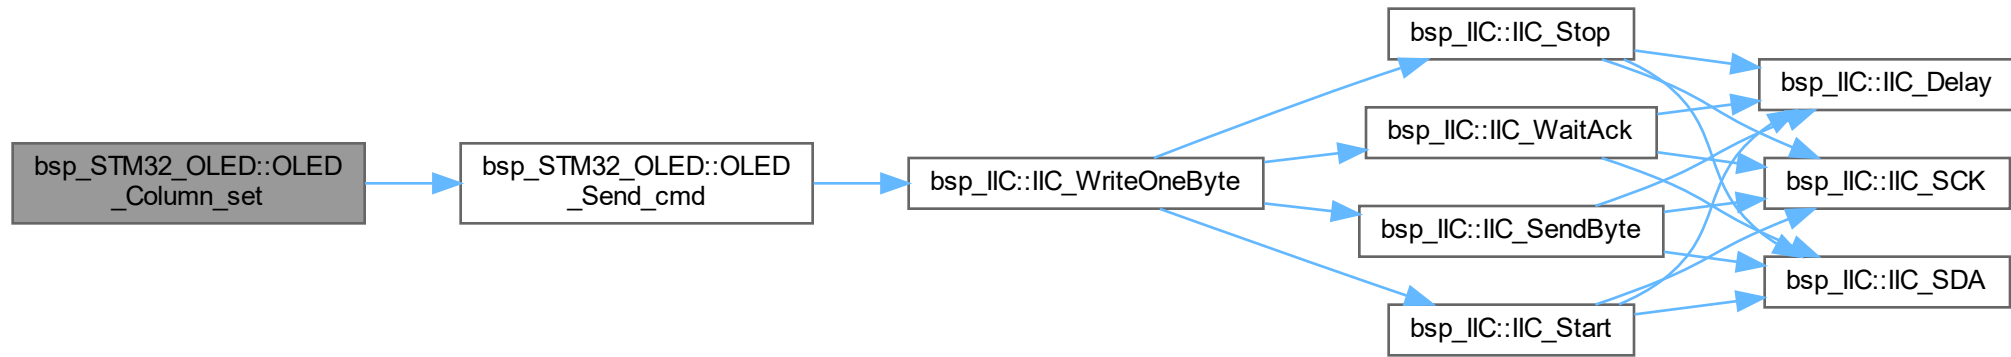 bsp_STM32_OLED::OLED
_Column_set
bsp_STM32_OLED::OLED
_Send_cmd
bsp_IIC::IIC_WriteOneByte
bsp_IIC::IIC_Stop
bsp_IIC::IIC_WaitAck
bsp_IIC::IIC_SendByte
bsp_IIC::IIC_Start
bsp_IIC::IIC_Delay
bsp_IIC::IIC_SCK
bsp_IIC::IIC_SDA